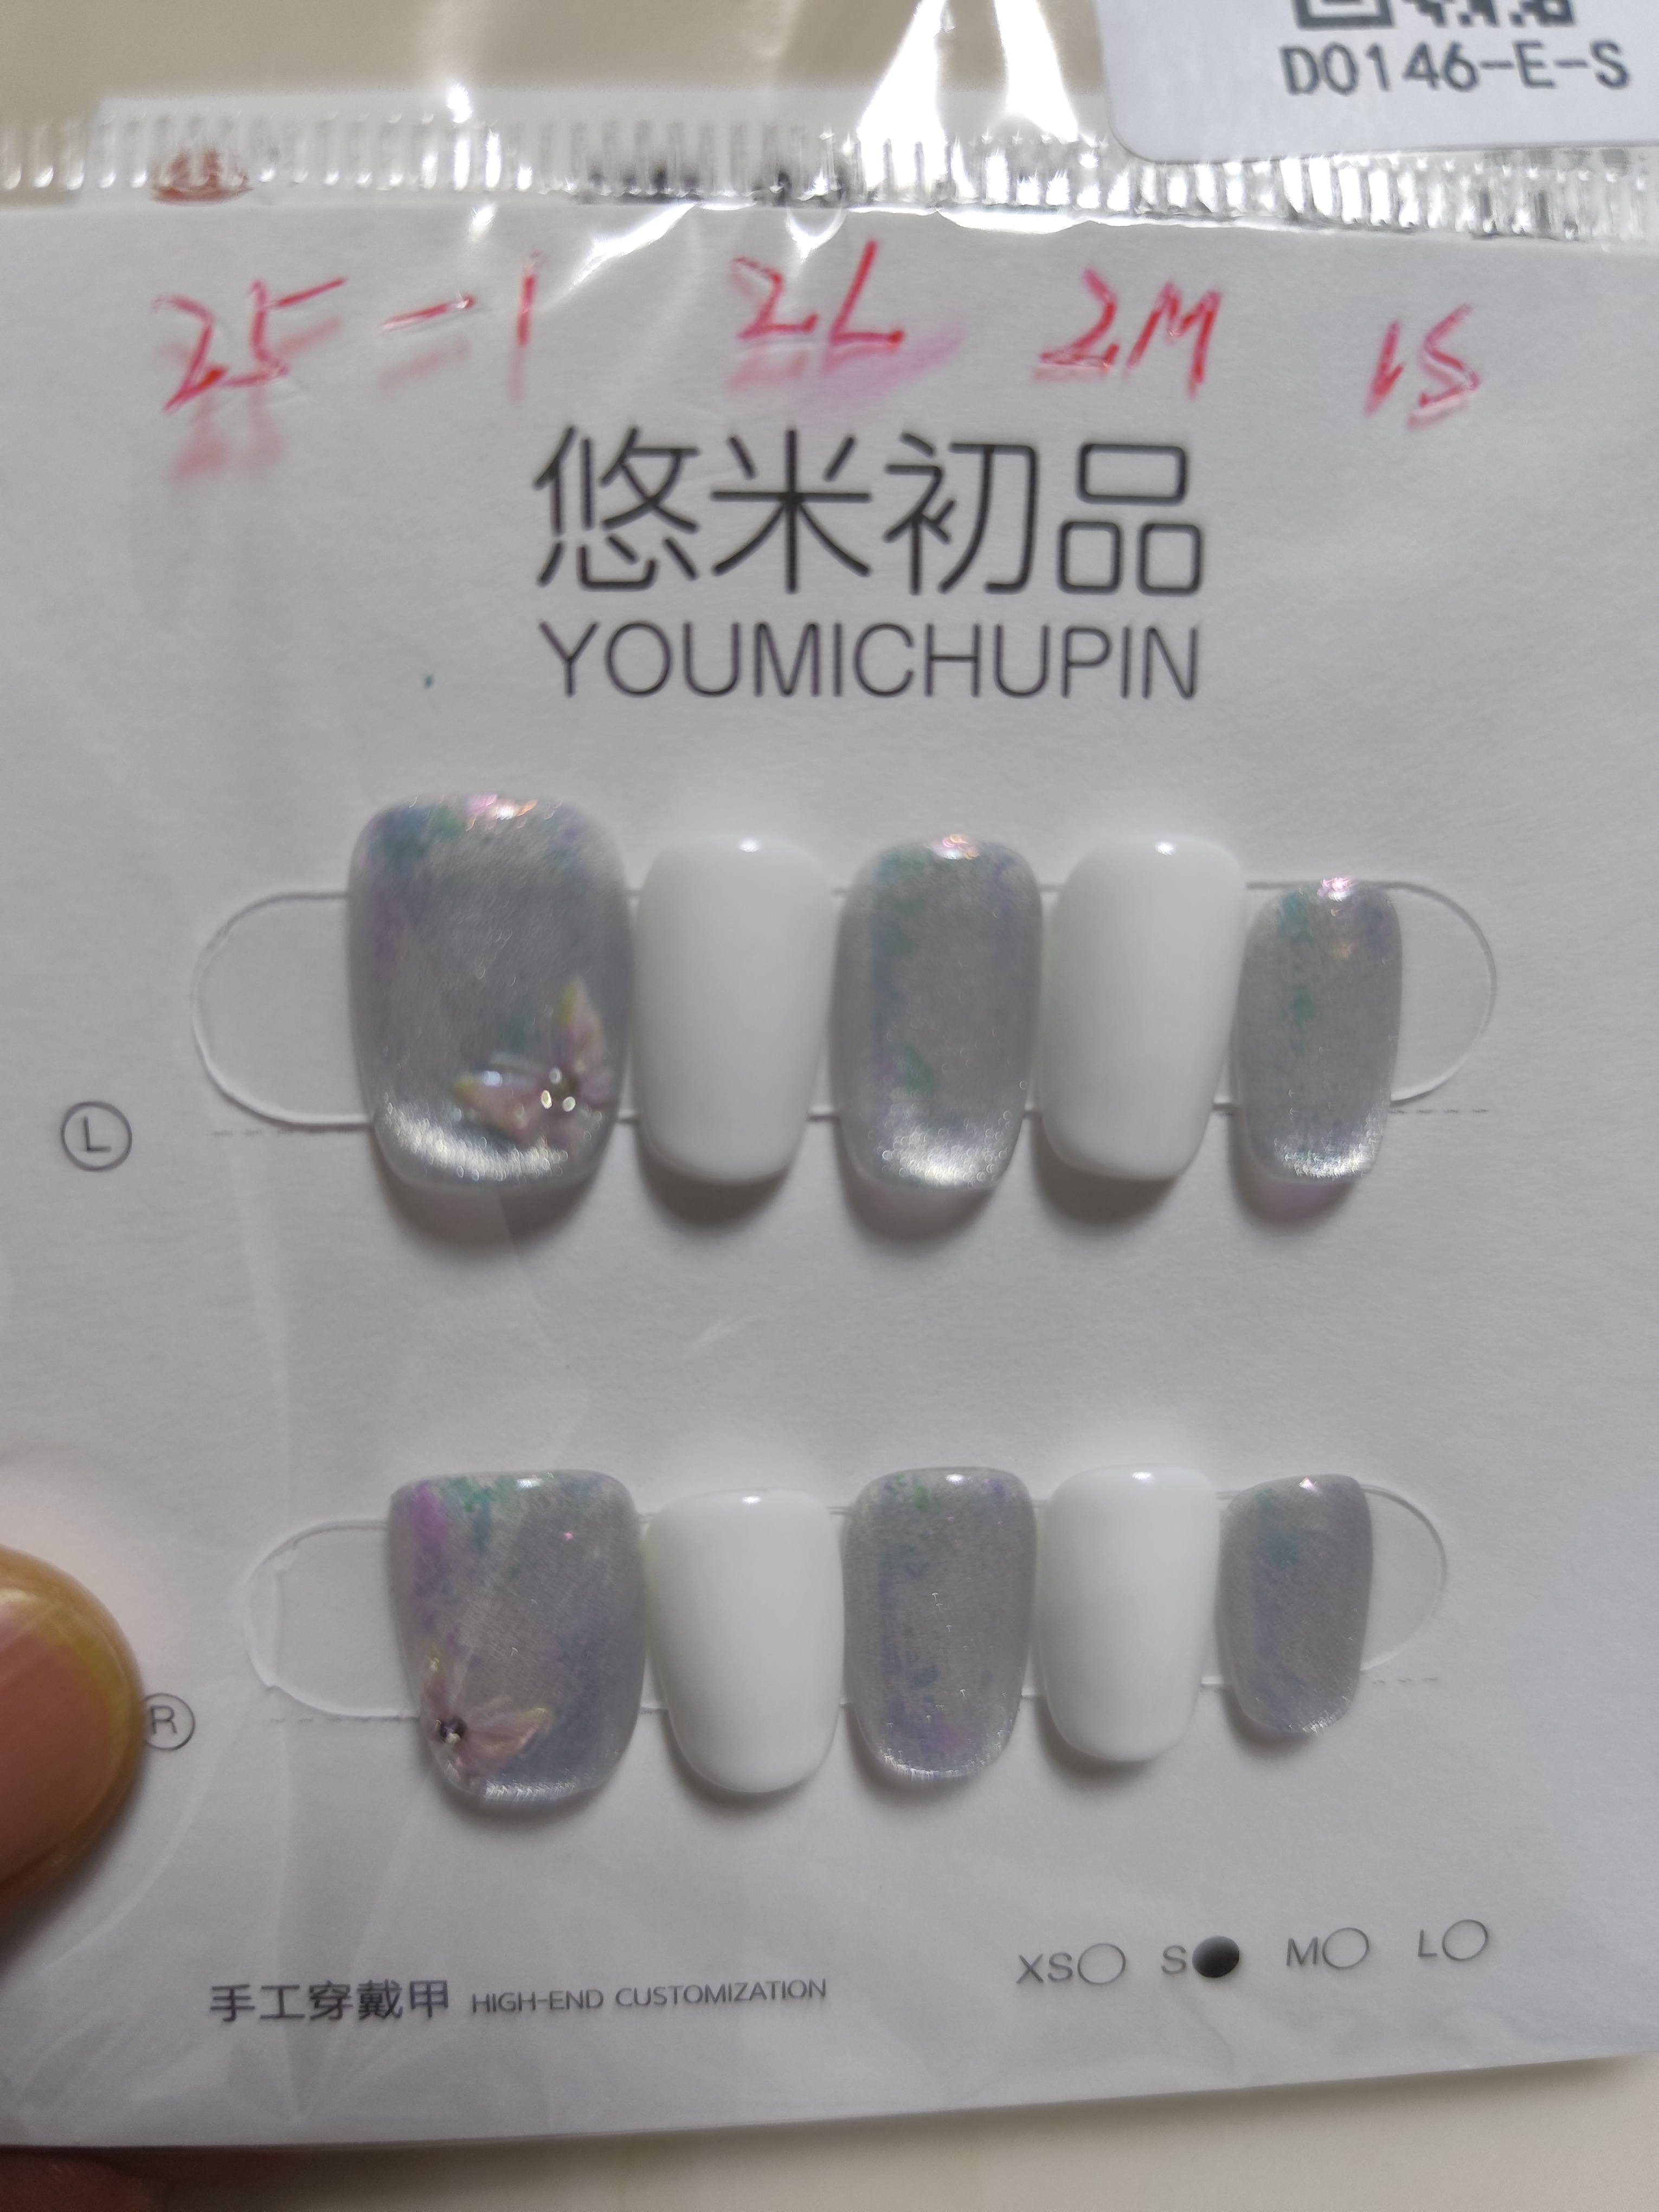 D0146-E-S
25-1 2L 2M 1S
悠米初品
YOUMICHUPIN
L
R
XS S M L
手工穿戴甲 HIGH-END CUSTOMIZATION